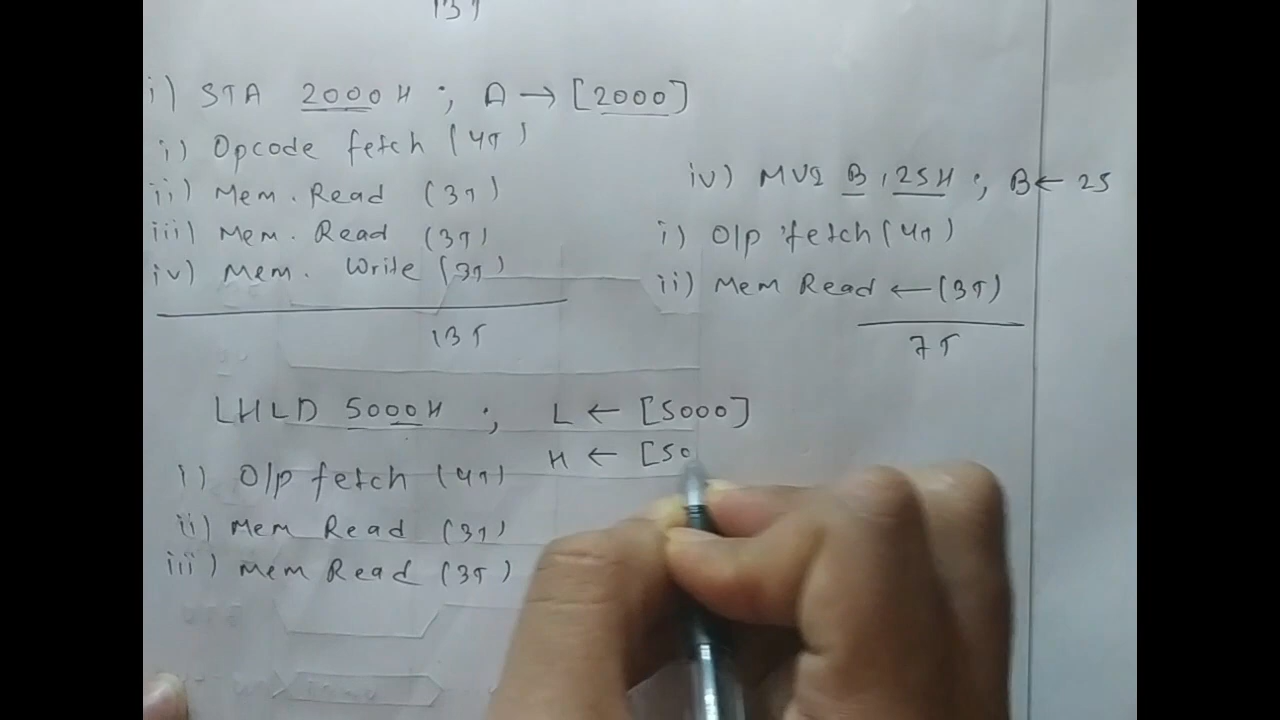 13T
i) STA 2000H ; A → [2000]
i) Opcode fetch (4T)
ii) Mem. Read (3T)
iii) Mem. Read (3T)
iv) Mem. Write (3T)
13T
iv) MVI B, 25H ; B ← 25
i) O/p fetch (4T)
ii) Mem Read ← (3T)
7T
LHLD 5000H ; L ← [5000]
H ← [50
i) O/p fetch (4T)
ii) Mem Read (3T)
iii) Mem Read (3T)